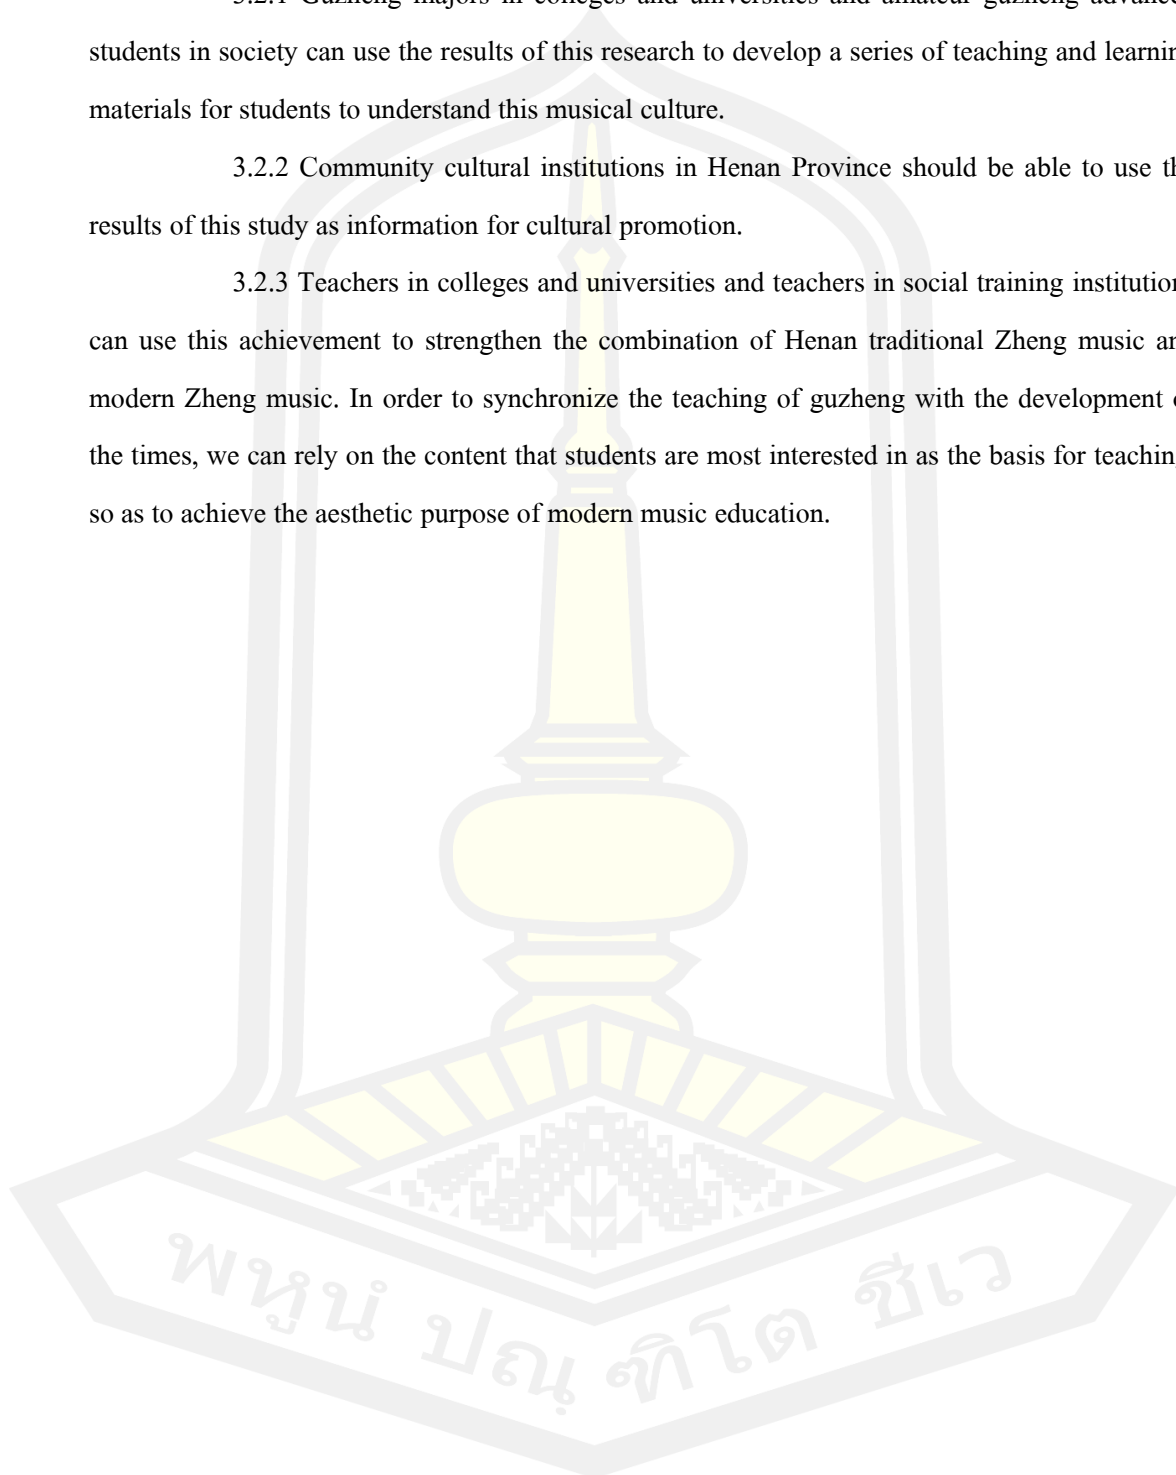 3.2.1 Guzheng majors in colleges and universities and amateur guzheng advance
students in society can use the results of this research to develop a series of teaching and learnin
materials for students to understand this musical culture.
3.2.2 Community cultural institutions in Henan Province should be able to use th
results of this study as information for cultural promotion.
3.2.3 Teachers in colleges and universities and teachers in social training institution
can use this achievement to strengthen the combination of Henan traditional Zheng music an
modern Zheng music. In order to synchronize the teaching of guzheng with the development o
the times, we can rely on the content that students are most interested in as the basis for teaching
so as to achieve the aesthetic purpose of modern music education.
พหูนํ ปณฺฑิโต ชีเว